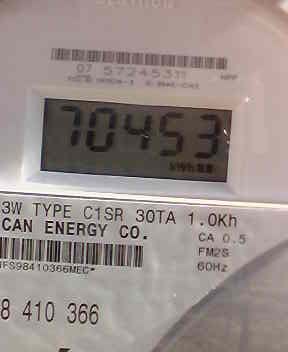 07 57245311
70453
kWh
3W TYPE C1SR 30TA 1.0Kh
CAN ENERGY CO.
CA 0.5
FM2S
60Hz
IFS98410366MEC*
8 410 366